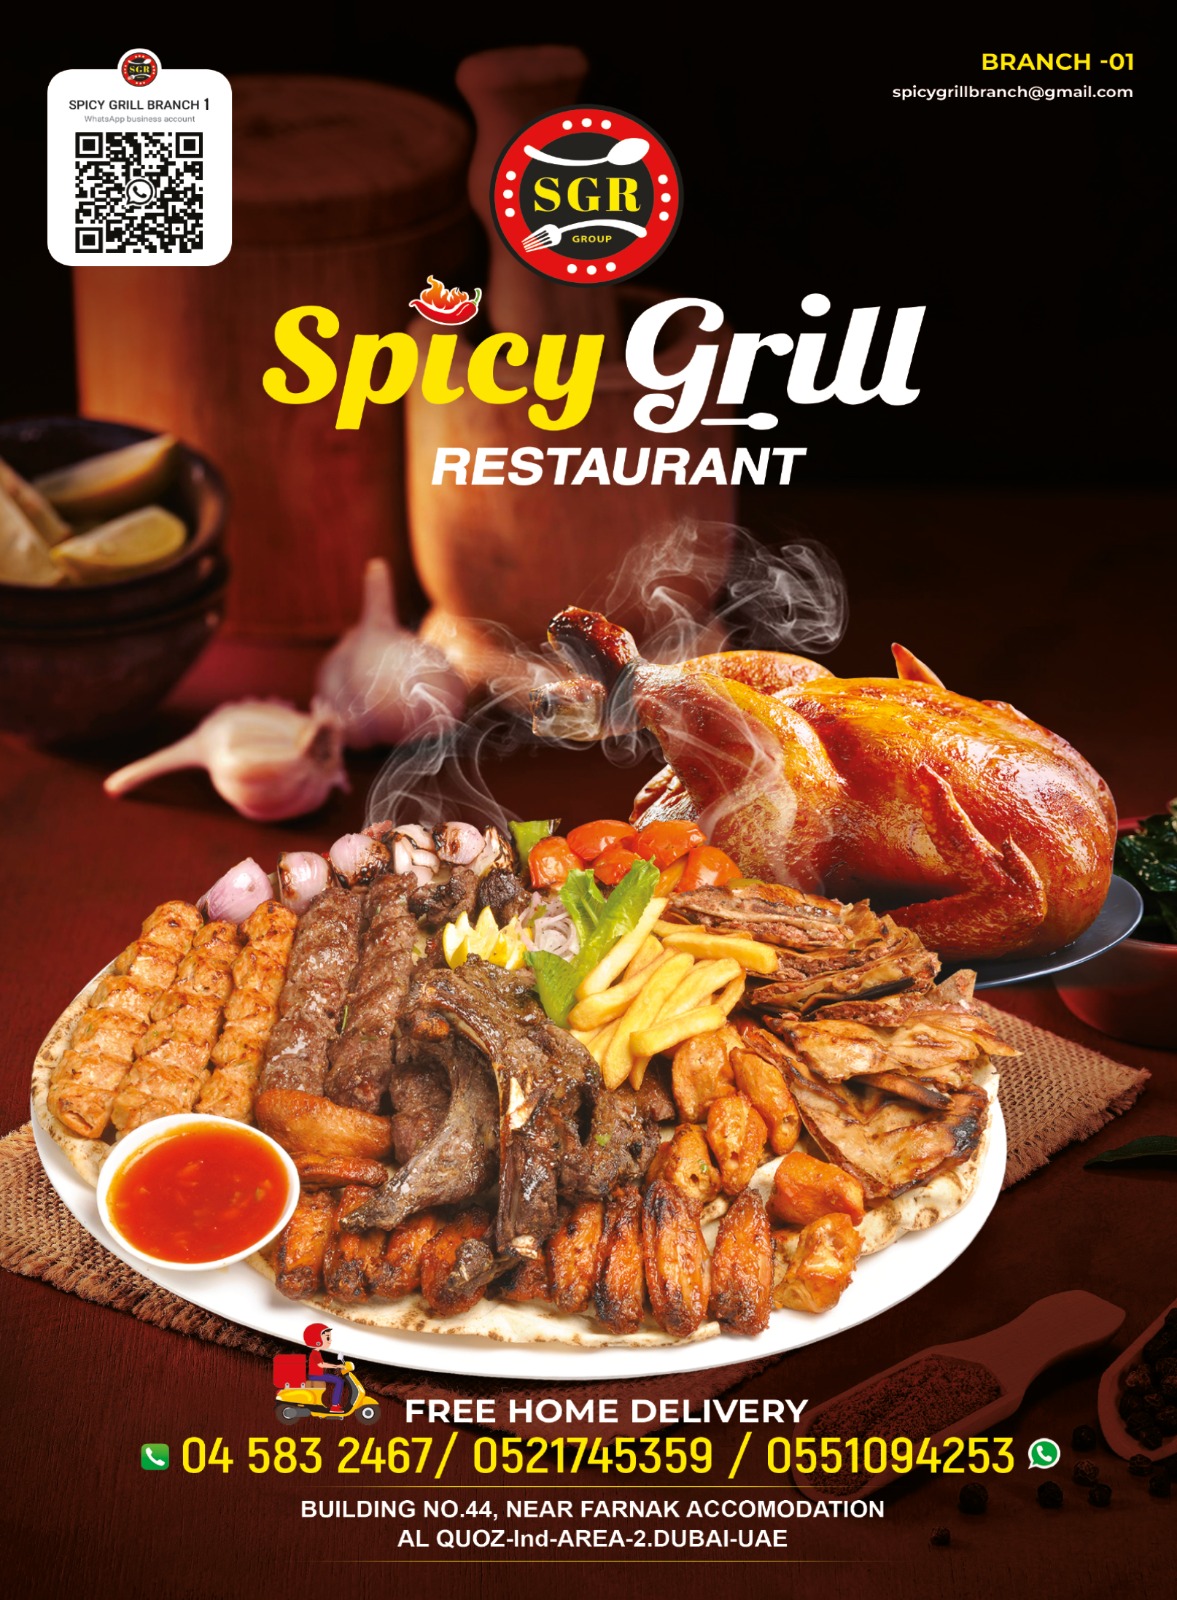 SGR
SPICY GRILL BRANCH 1
WhatsApp business account
BRANCH -01
spicygrillbranch@gmail.com
SGR
GROUP
Spicy Grill
RESTAURANT
FREE HOME DELIVERY
04 583 2467/ 0521745359 / 0551094253
BUILDING NO.44, NEAR FARNAK ACCOMODATION
AL QUOZ-Ind-AREA-2.DUBAI-UAE